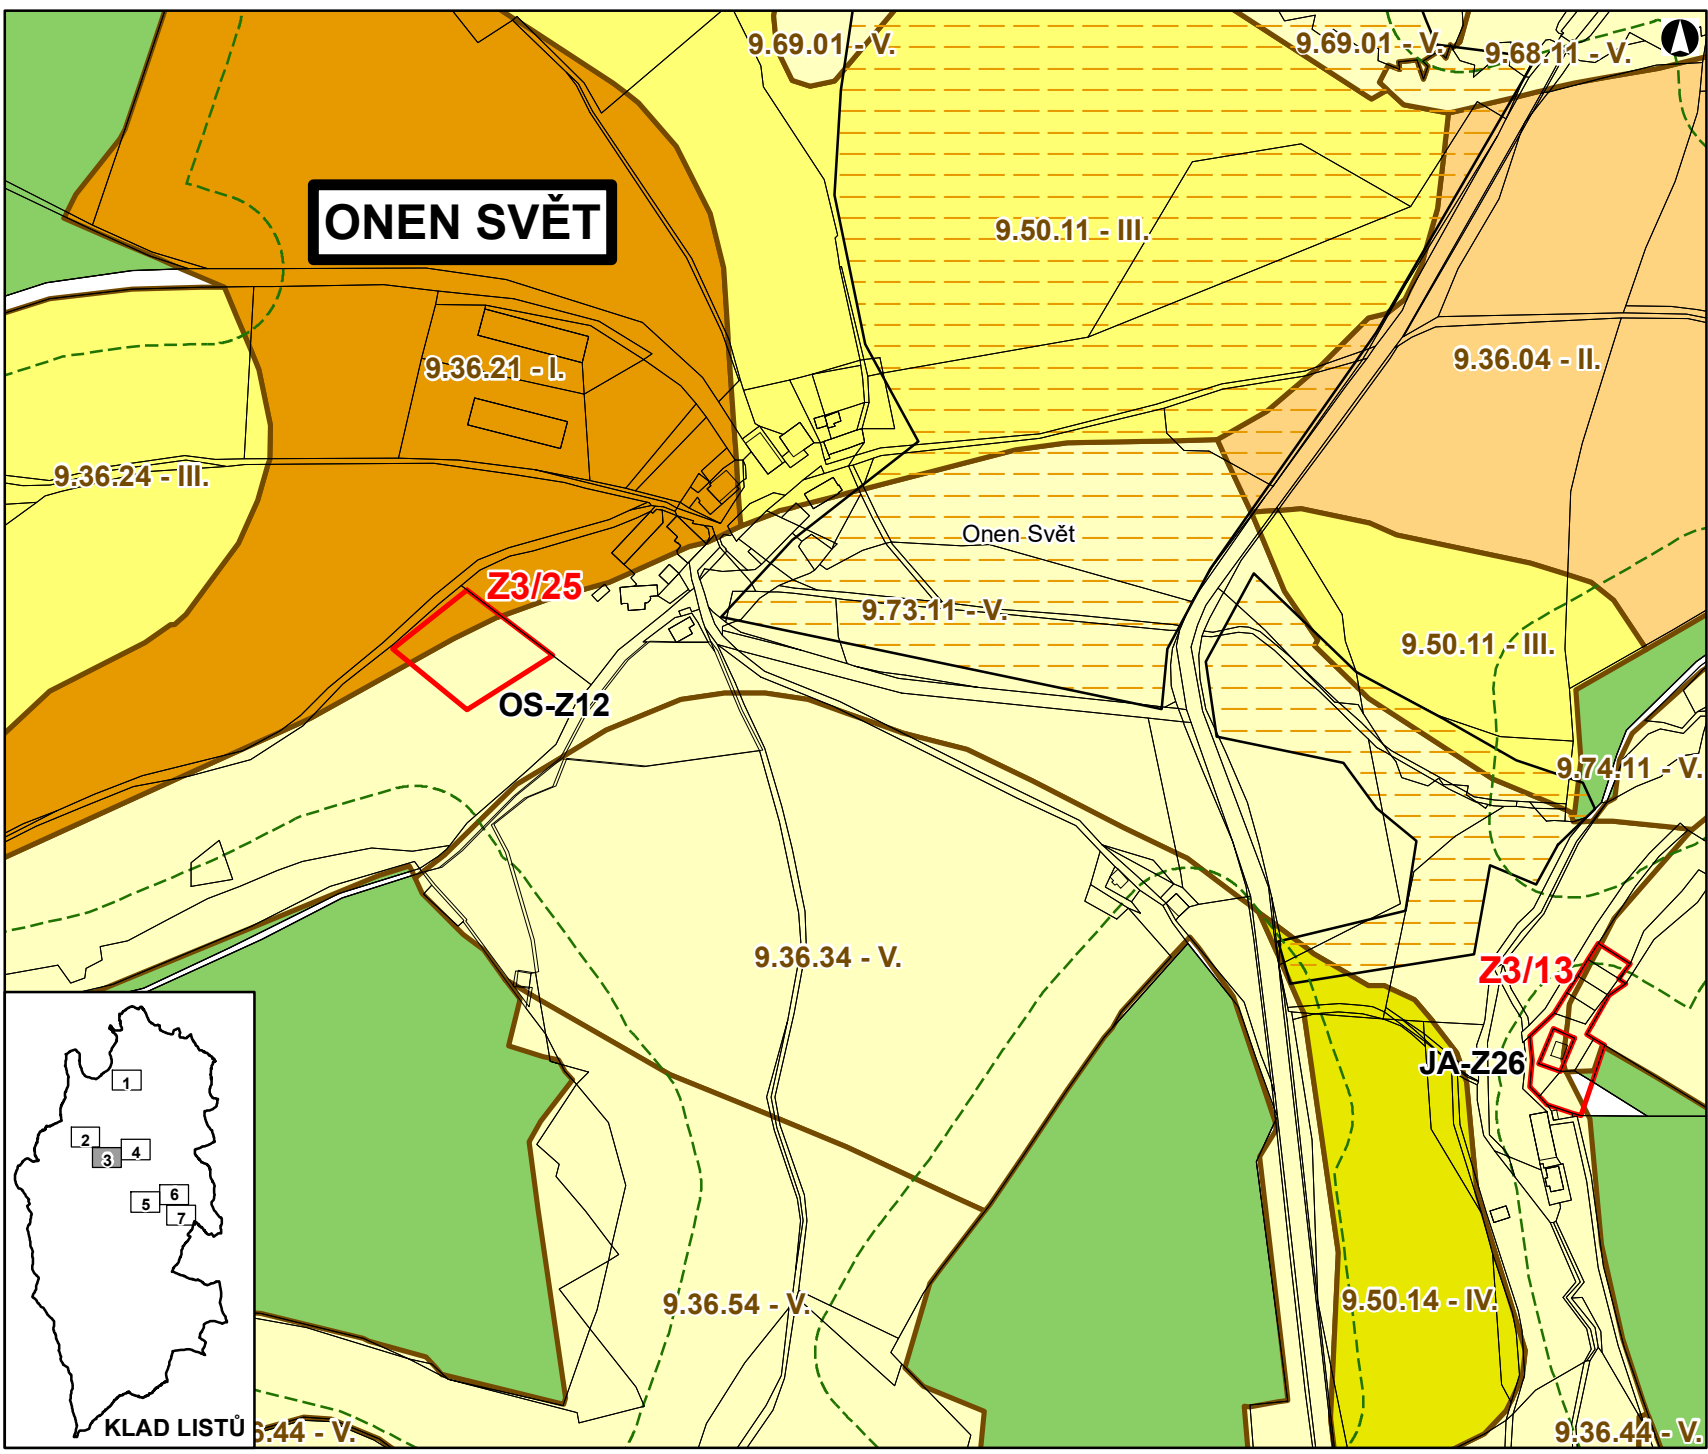 9.69.01 - V.
9.69.01 - V.
9.68.11 - V.
ONEN SVĚT
9.50.11 - III.
9.36.21 - I.
9.36.04 - II.
9.36.24 - III.
Onen Svět
Z3/25
9.73.11 - V.
9.50.11 - III.
OS-Z12
9.74.11 - V.
9.36.34 - V.
Z3/13
JA-Z26
1
2
3
4
5
6
7
9.36.54 - V.
9.50.14 - IV.
KLAD LISTŮ
6.44 - V.
9.36.44 - V.